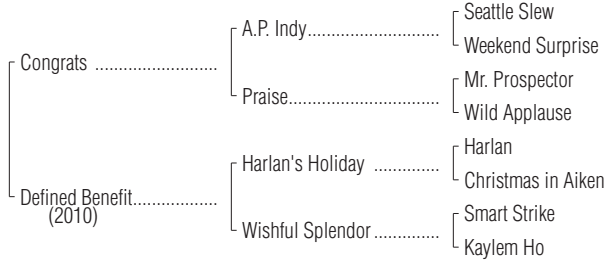 Seattle Slew
A.P. Indy..............................
Weekend Surprise
Congrats ...........................
Mr. Prospector
Praise..................................
Wild Applause
Harlan
Harlan's Holiday ..............
Christmas in Aiken
Defined Benefit...................
(2010)
Smart Strike
Wishful Splendor..............
Kaylem Ho